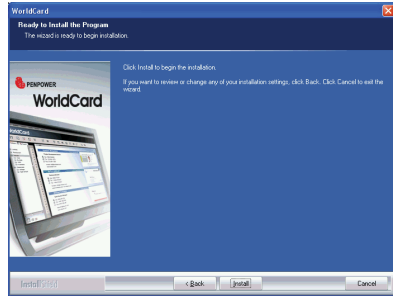 WorldCard
Ready to Install the Program
The wizard is ready to begin installation.
Click Install to begin the installation.
If you want to review or change any of your installation settings, click Back. Click Cancel to exit the
wizard.
PENPOWER
WorldCard
InstallShield
< Back
Install
Cancel